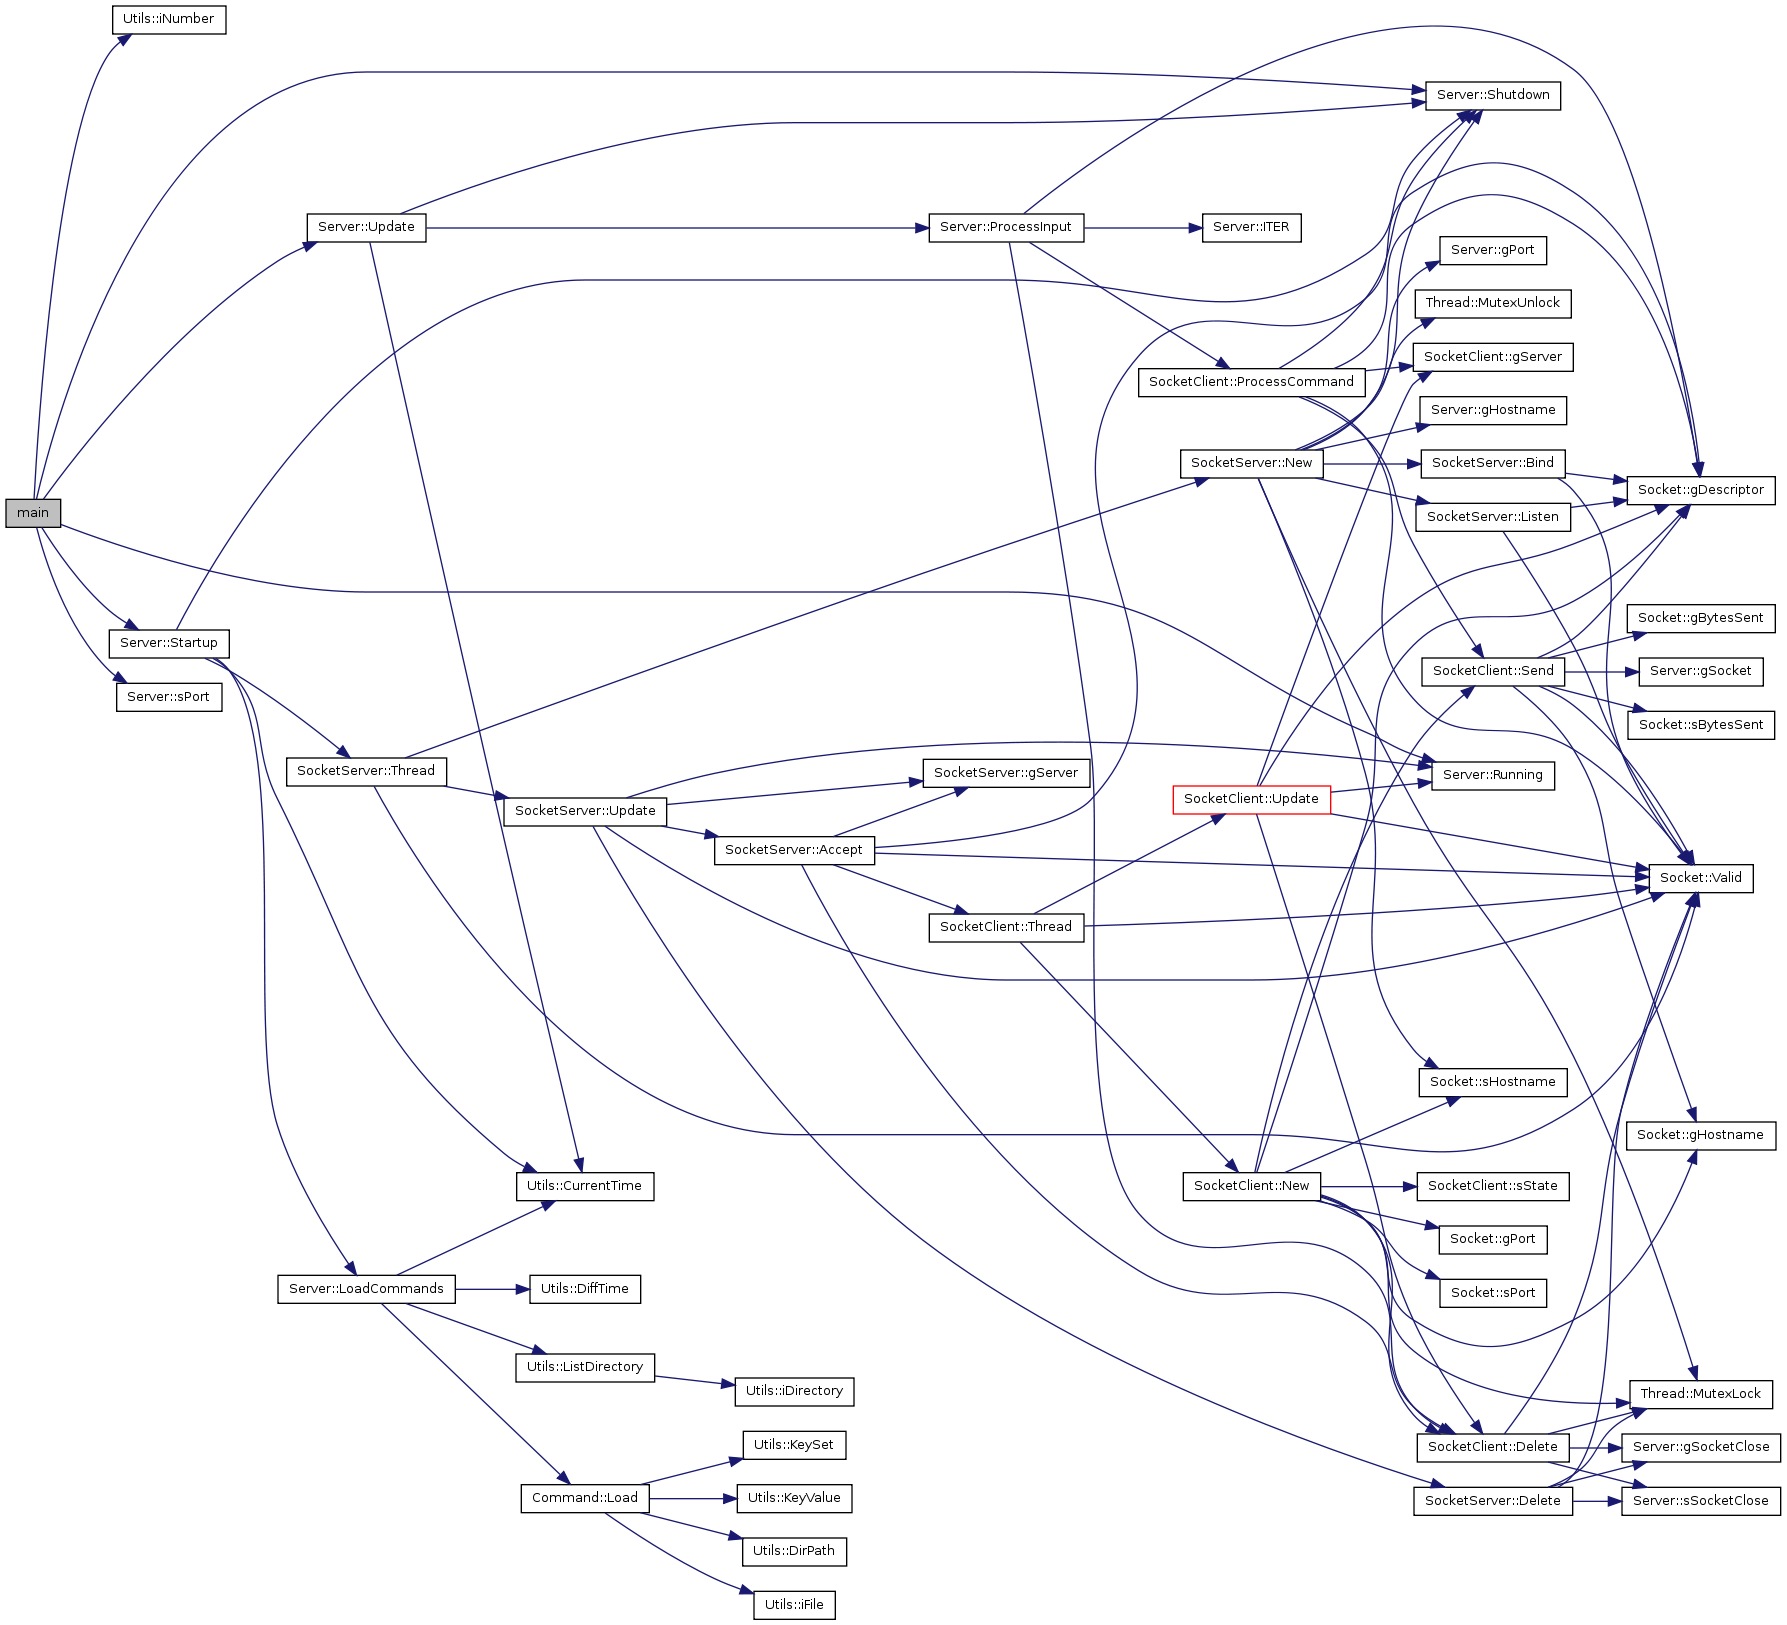 Utils::iNumber
Server::Shutdown
Server::Update
Server::ProcessInput
Server::ITER
Server::gPort
Thread::MutexUnlock
SocketClient::gServer
SocketClient::ProcessCommand
Server::gHostname
SocketServer::New
SocketServer::Bind
Socket::gDescriptor
main
SocketServer::Listen
Socket::gBytesSent
Server::Startup
SocketClient::Send
Server::gSocket
Server::sPort
Socket::sBytesSent
SocketServer::Thread
SocketServer::gServer
Server::Running
SocketServer::Update
SocketClient::Update
SocketServer::Accept
Socket::Valid
SocketClient::Thread
Socket::sHostname
Socket::gHostname
Utils::CurrentTime
SocketClient::New
SocketClient::sState
Socket::gPort
Server::LoadCommands
Utils::DiffTime
Socket::sPort
Utils::ListDirectory
Utils::iDirectory
Thread::MutexLock
Utils::KeySet
SocketClient::Delete
Server::gSocketClose
Command::Load
Utils::KeyValue
SocketServer::Delete
Server::sSocketClose
Utils::DirPath
Utils::iFile